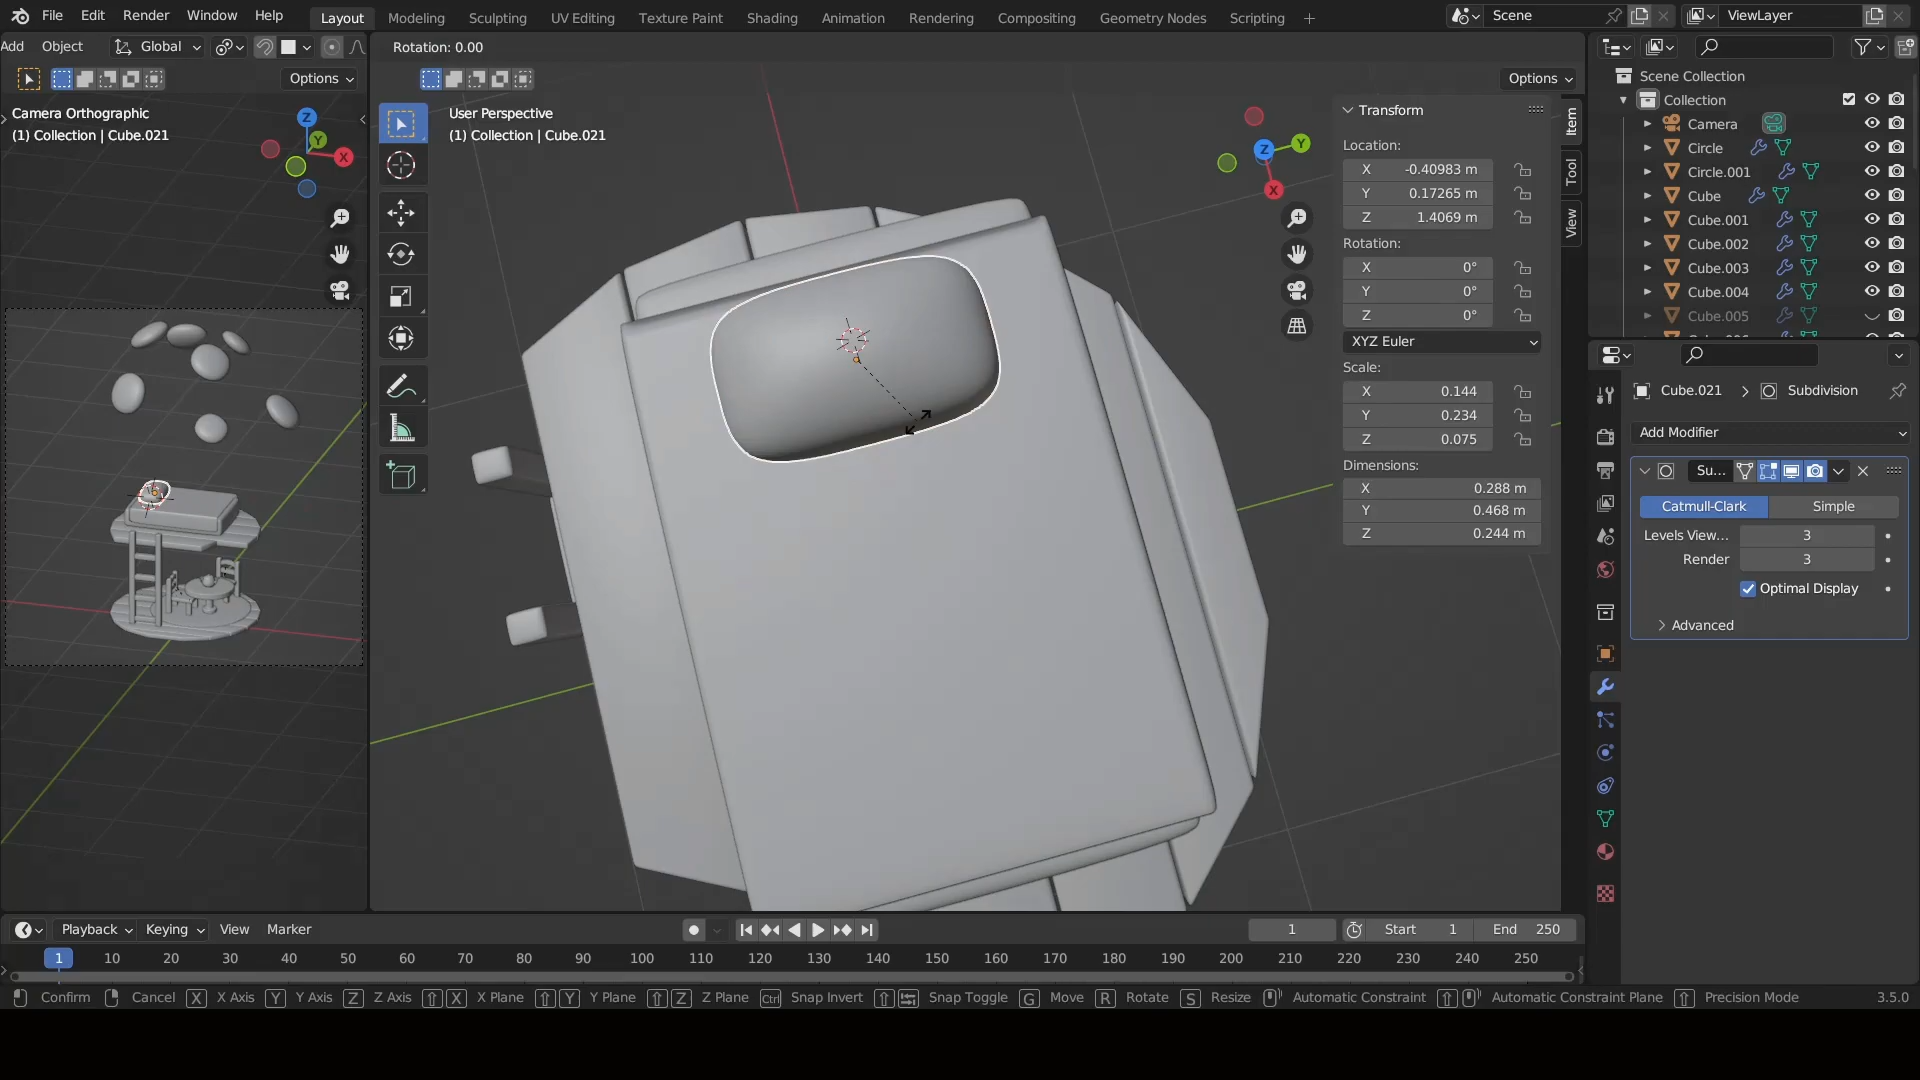 File Edit Render Window Help Layout Modeling Sculpting UV Editing Texture Paint Shading Animation Rendering Compositing Geometry Nodes Scripting + Scene ViewLayer
Add Object Global Rotation: 0.00
Options Options
Camera Orthographic
(1) Collection | Cube.021
Z
Y
X
User Perspective
(1) Collection | Cube.021
Z
Y
X
Transform
Location:
X -0.40983 m
Y 0.17265 m
Z 1.4069 m
Rotation:
X 0°
Y 0°
Z 0°
XYZ Euler
Scale:
X 0.144
Y 0.234
Z 0.075
Dimensions:
X 0.288 m
Y 0.468 m
Z 0.244 m
Item
Tool
View
Scene Collection
Collection
Camera
Circle
Circle.001
Cube
Cube.001
Cube.002
Cube.003
Cube.004
Cube.005
Cube.021 > Subdivision
Add Modifier
Su...
Catmull-Clark Simple
Levels View... 3
Render 3
Optimal Display
Advanced
Playback Keying View Marker 1 Start 1 End 250
1 10 20 30 40 50 60 70 80 90 100 110 120 130 140 150 160 170 180 190 200 210 220 230 240 250
Confirm Cancel X X Axis Y Y Axis Z Z Axis X X Plane Y Y Plane Z Z Plane Ctrl Snap Invert Snap Toggle G Move R Rotate S Resize Automatic Constraint Automatic Constraint Plane Precision Mode 3.5.0